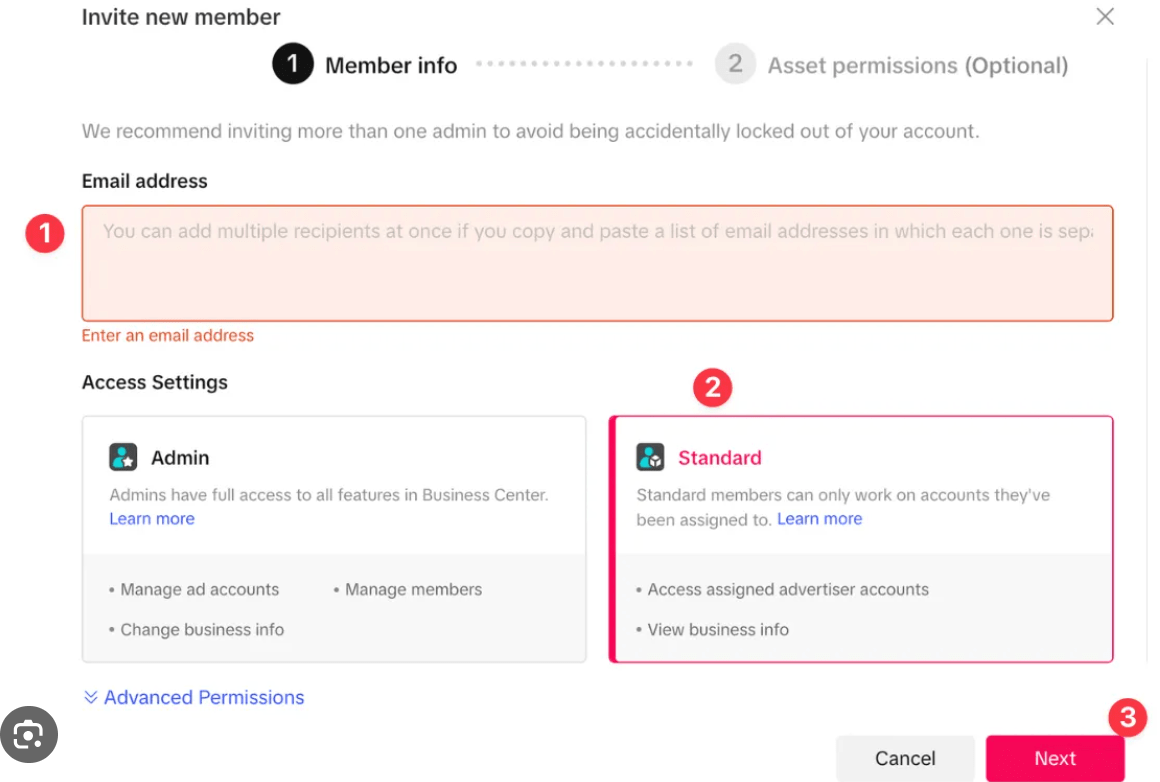 Invite new member
1 Member info 2 Asset permissions (Optional)
We recommend inviting more than one admin to avoid being accidentally locked out of your account.
Email address
1
You can add multiple recipients at once if you copy and paste a list of email addresses in which each one is
Enter an email address
Access Settings
2
Admin
Admins have full access to all features in Business Center.
Learn more
• Manage ad accounts • Manage members
• Change business info
Standard
Standard members can only work on accounts they've
been assigned to. Learn more
• Access assigned advertiser accounts
• View business info
Advanced Permissions
3
Cancel Next